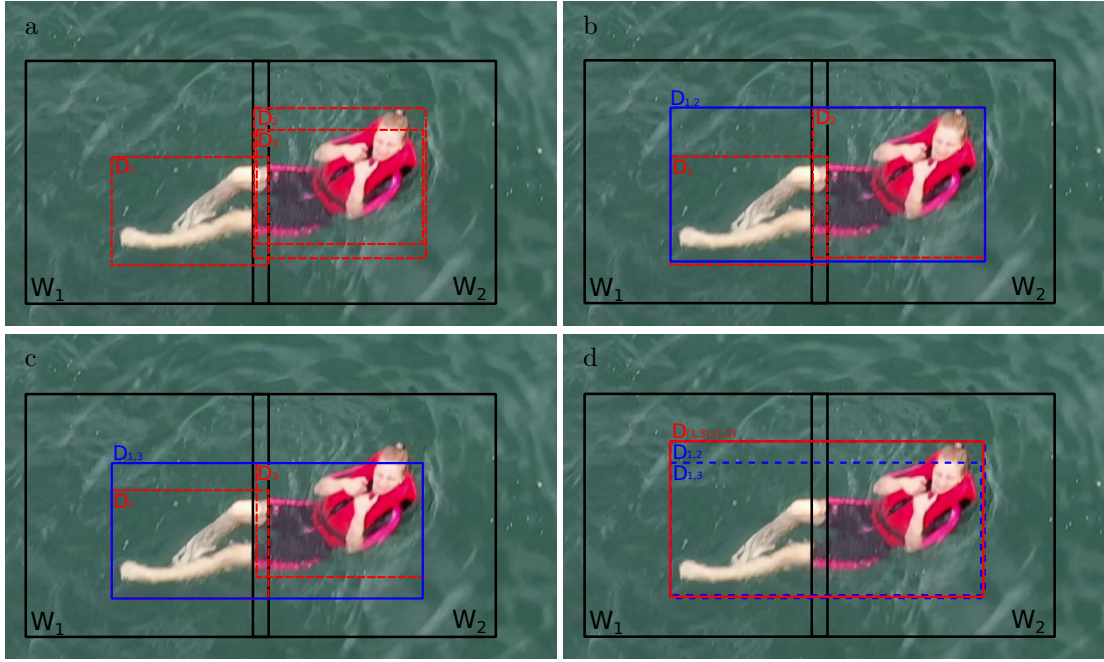 a
D₂
D₃
D₁
W₁
W₂
b
D₁,₂
D₂
D₁
W₁
W₂
c
D₁,₃
D₃
D
W₁
W₂
d
D₍₁,₃₎,₍₁,₂₎
D₁,₂
D₁,₃
W₁
W₂